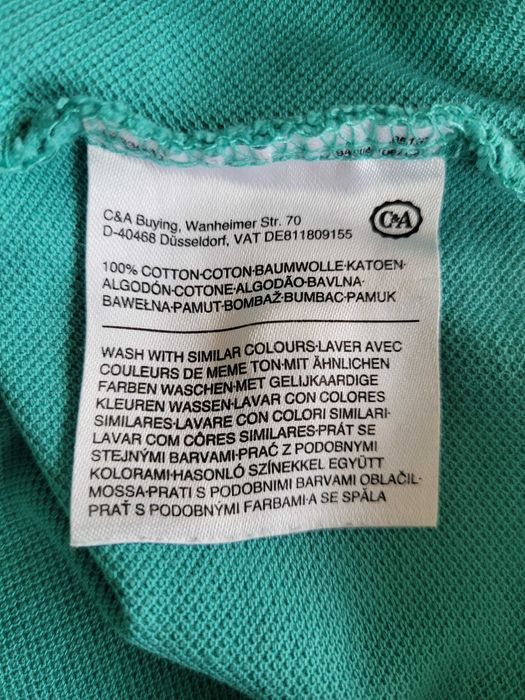 C&A Buying, Wanheimer Str. 70
D-40468 Düsseldorf, VAT DE811809155
C&A
100% COTTON·COTON·BAUMWOLLE·KATOEN·
ALGODÓN·COTONE·ALGODÃO·BAVLNA·
BAWEŁNA·PAMUT·BOMBAŽ·BUMBAC·PAMUK
WASH WITH SIMILAR COLOURS·LAVER AVEC
COULEURS DE MEME TON·MIT ÄHNLICHEN
FARBEN WASCHEN·MET GELIJKAARDIGE
KLEUREN WASSEN·LAVAR CON COLORES
SIMILARES·LAVARE CON COLORI SIMILARI·
LAVAR COM CÔRES SIMILARES·PRÁT SE
STEJNÝMI BARVAMI·PRAĆ Z PODOBNYMI
KOLORAMI·HASONLÓ SZÍNEKKEL EGYÜTT
MOSSA·PRATI S PODOBNIMI BARVAMI OBLAČIL·
PRAŤ S PODOBNÝMI FARBAMI·A SE SPĂLA